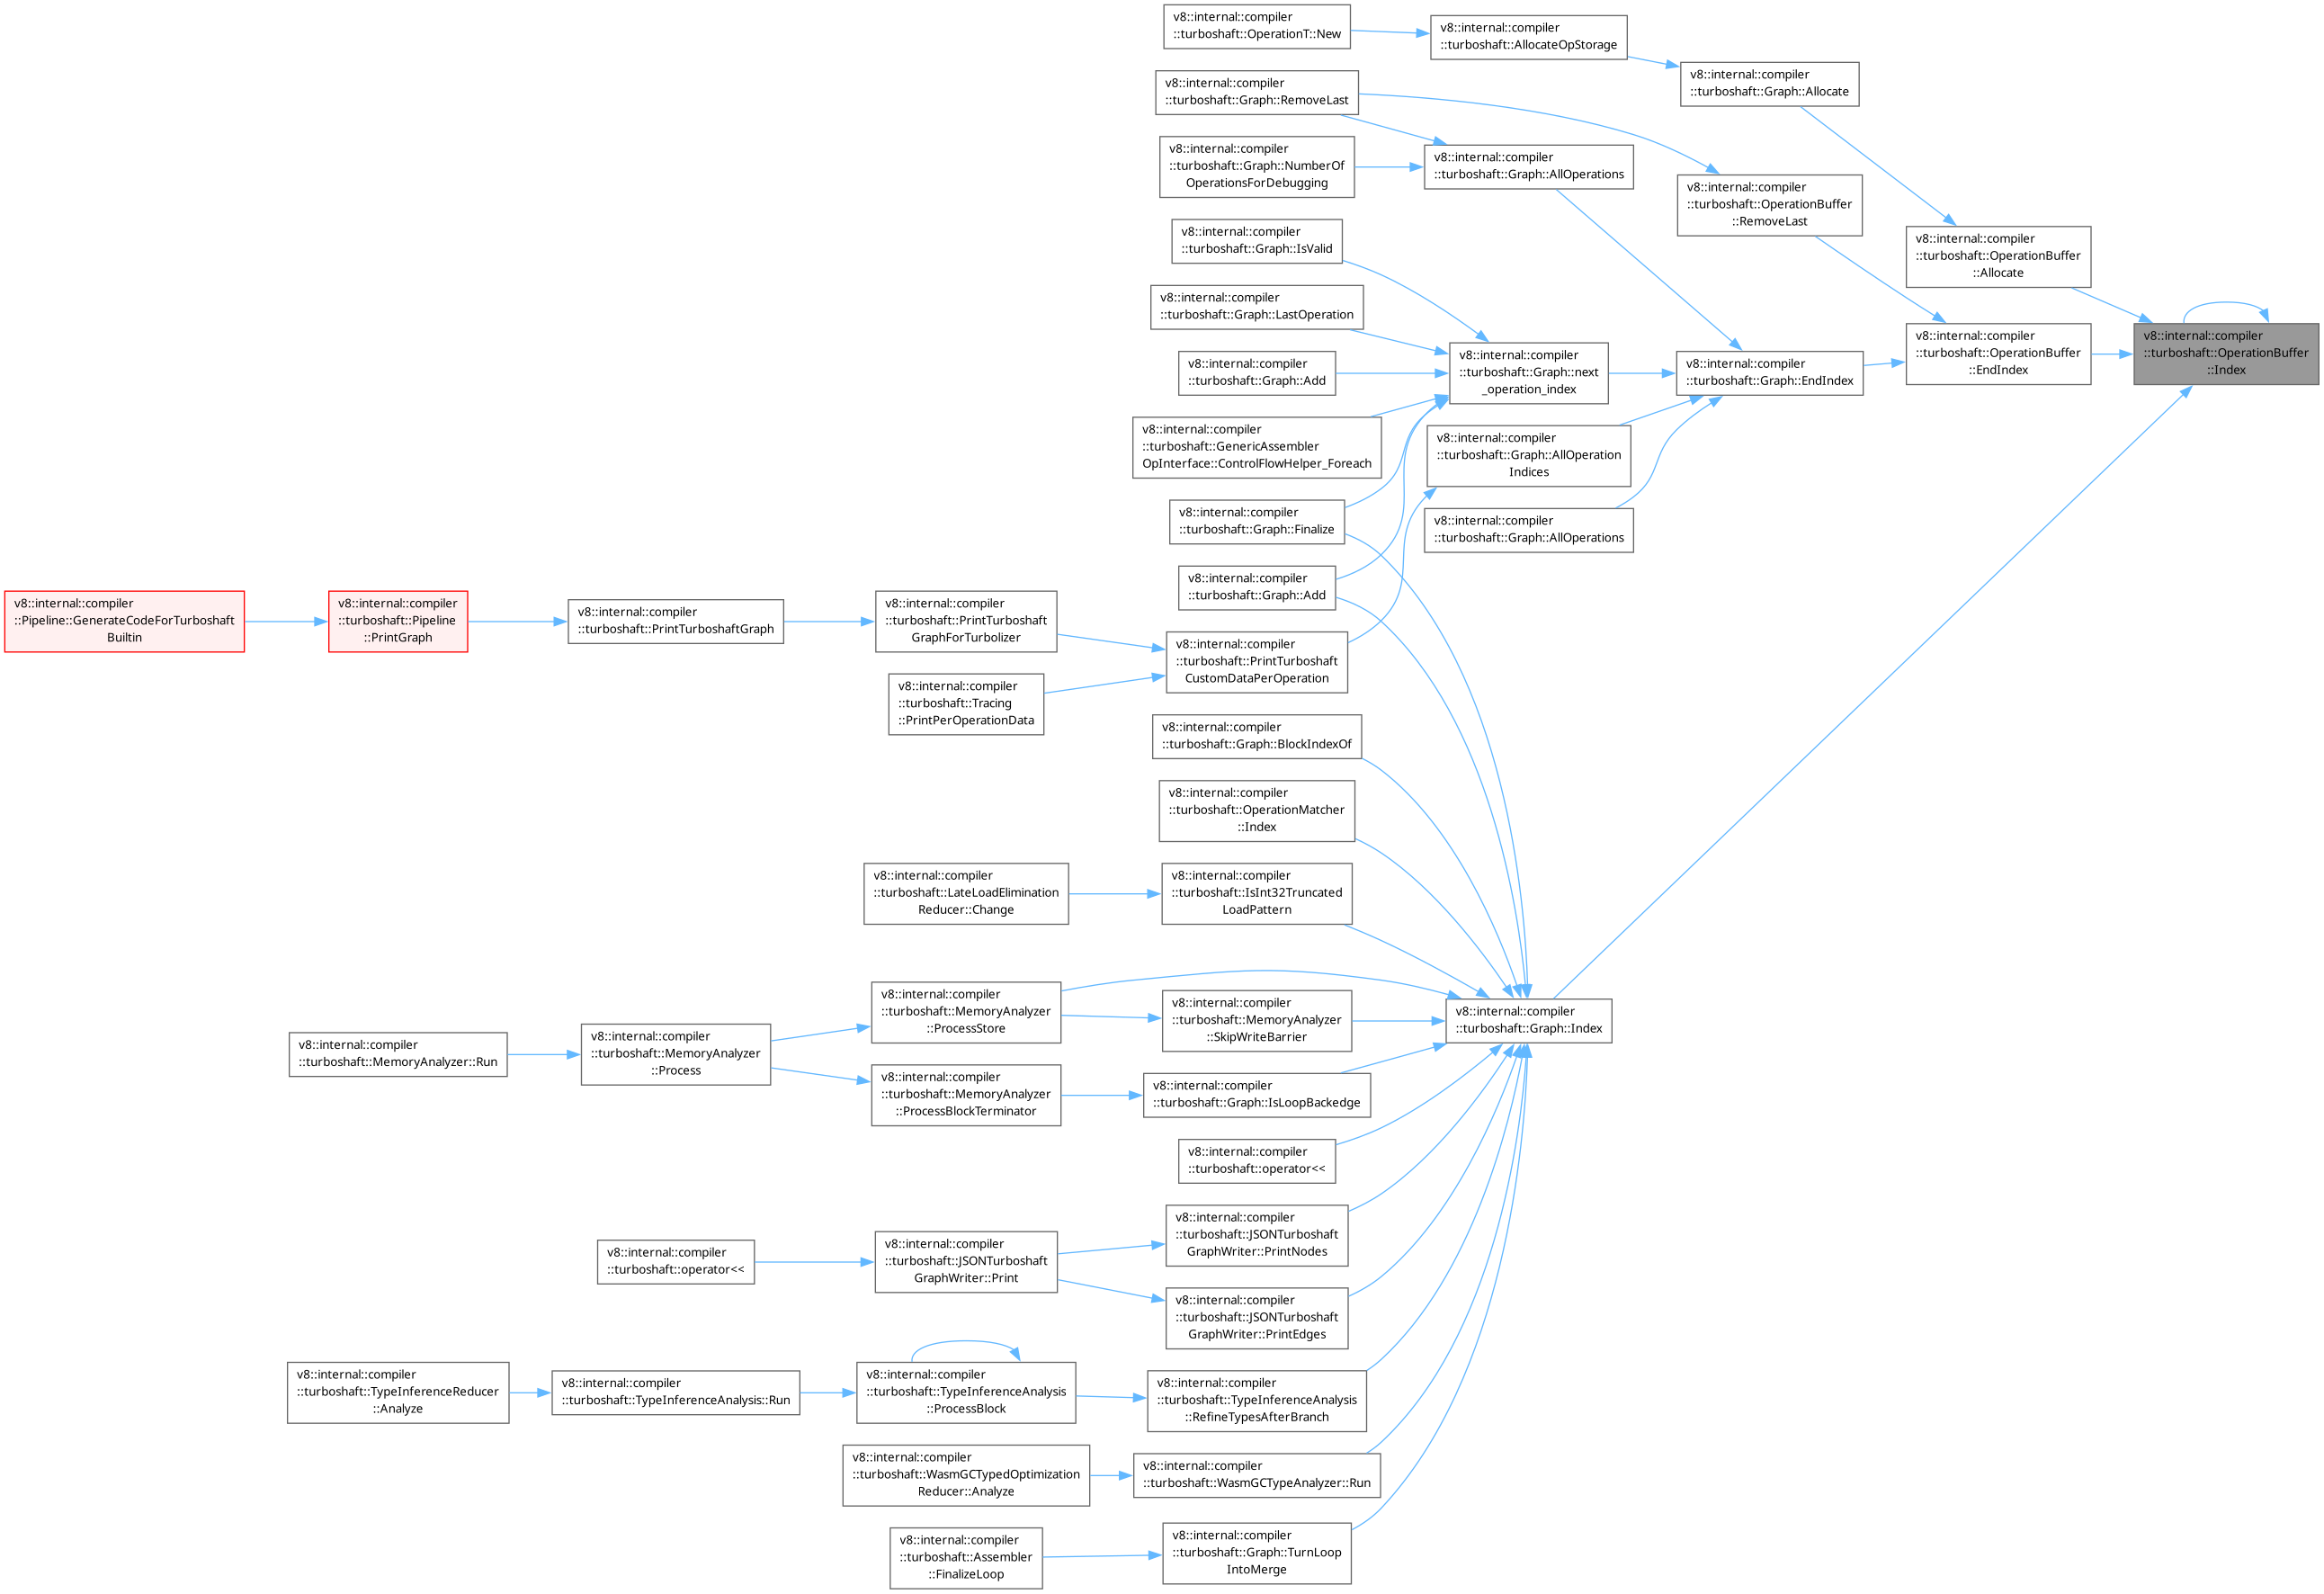 v8::internal::compiler
::turboshaft::OperationT::New
v8::internal::compiler
::turboshaft::AllocateOpStorage
v8::internal::compiler
::turboshaft::Graph::Allocate
v8::internal::compiler
::turboshaft::Graph::RemoveLast
v8::internal::compiler
::turboshaft::Graph::NumberOf
OperationsForDebugging
v8::internal::compiler
::turboshaft::Graph::AllOperations
v8::internal::compiler
::turboshaft::OperationBuffer
::RemoveLast
v8::internal::compiler
::turboshaft::Graph::IsValid
v8::internal::compiler
::turboshaft::OperationBuffer
::Allocate
v8::internal::compiler
::turboshaft::Graph::LastOperation
v8::internal::compiler
::turboshaft::Graph::Add
v8::internal::compiler
::turboshaft::Graph::next
_operation_index
v8::internal::compiler
::turboshaft::Graph::EndIndex
v8::internal::compiler
::turboshaft::OperationBuffer
::EndIndex
v8::internal::compiler
::turboshaft::OperationBuffer
::Index
v8::internal::compiler
::turboshaft::GenericAssembler
OpInterface::ControlFlowHelper_Foreach
v8::internal::compiler
::turboshaft::Graph::AllOperation
Indices
v8::internal::compiler
::turboshaft::Graph::Finalize
v8::internal::compiler
::turboshaft::Graph::AllOperations
v8::internal::compiler
::turboshaft::Graph::Add
v8::internal::compiler
::Pipeline::GenerateCodeForTurboshaft
Builtin
v8::internal::compiler
::turboshaft::Pipeline
::PrintGraph
v8::internal::compiler
::turboshaft::PrintTurboshaftGraph
v8::internal::compiler
::turboshaft::PrintTurboshaft
GraphForTurbolizer
v8::internal::compiler
::turboshaft::PrintTurboshaft
CustomDataPerOperation
v8::internal::compiler
::turboshaft::Tracing
::PrintPerOperationData
v8::internal::compiler
::turboshaft::Graph::BlockIndexOf
v8::internal::compiler
::turboshaft::OperationMatcher
::Index
v8::internal::compiler
::turboshaft::LateLoadElimination
Reducer::Change
v8::internal::compiler
::turboshaft::IsInt32Truncated
LoadPattern
v8::internal::compiler
::turboshaft::MemoryAnalyzer
::ProcessStore
v8::internal::compiler
::turboshaft::MemoryAnalyzer
::SkipWriteBarrier
v8::internal::compiler
::turboshaft::Graph::Index
v8::internal::compiler
::turboshaft::MemoryAnalyzer::Run
v8::internal::compiler
::turboshaft::MemoryAnalyzer
::Process
v8::internal::compiler
::turboshaft::MemoryAnalyzer
::ProcessBlockTerminator
v8::internal::compiler
::turboshaft::Graph::IsLoopBackedge
v8::internal::compiler
::turboshaft::operator<<
v8::internal::compiler
::turboshaft::JSONTurboshaft
GraphWriter::PrintNodes
v8::internal::compiler
::turboshaft::operator<<
v8::internal::compiler
::turboshaft::JSONTurboshaft
GraphWriter::Print
v8::internal::compiler
::turboshaft::JSONTurboshaft
GraphWriter::PrintEdges
v8::internal::compiler
::turboshaft::TypeInferenceReducer
::Analyze
v8::internal::compiler
::turboshaft::TypeInferenceAnalysis::Run
v8::internal::compiler
::turboshaft::TypeInferenceAnalysis
::ProcessBlock
v8::internal::compiler
::turboshaft::TypeInferenceAnalysis
::RefineTypesAfterBranch
v8::internal::compiler
::turboshaft::WasmGCTypedOptimization
Reducer::Analyze
v8::internal::compiler
::turboshaft::WasmGCTypeAnalyzer::Run
v8::internal::compiler
::turboshaft::Assembler
::FinalizeLoop
v8::internal::compiler
::turboshaft::Graph::TurnLoop
IntoMerge